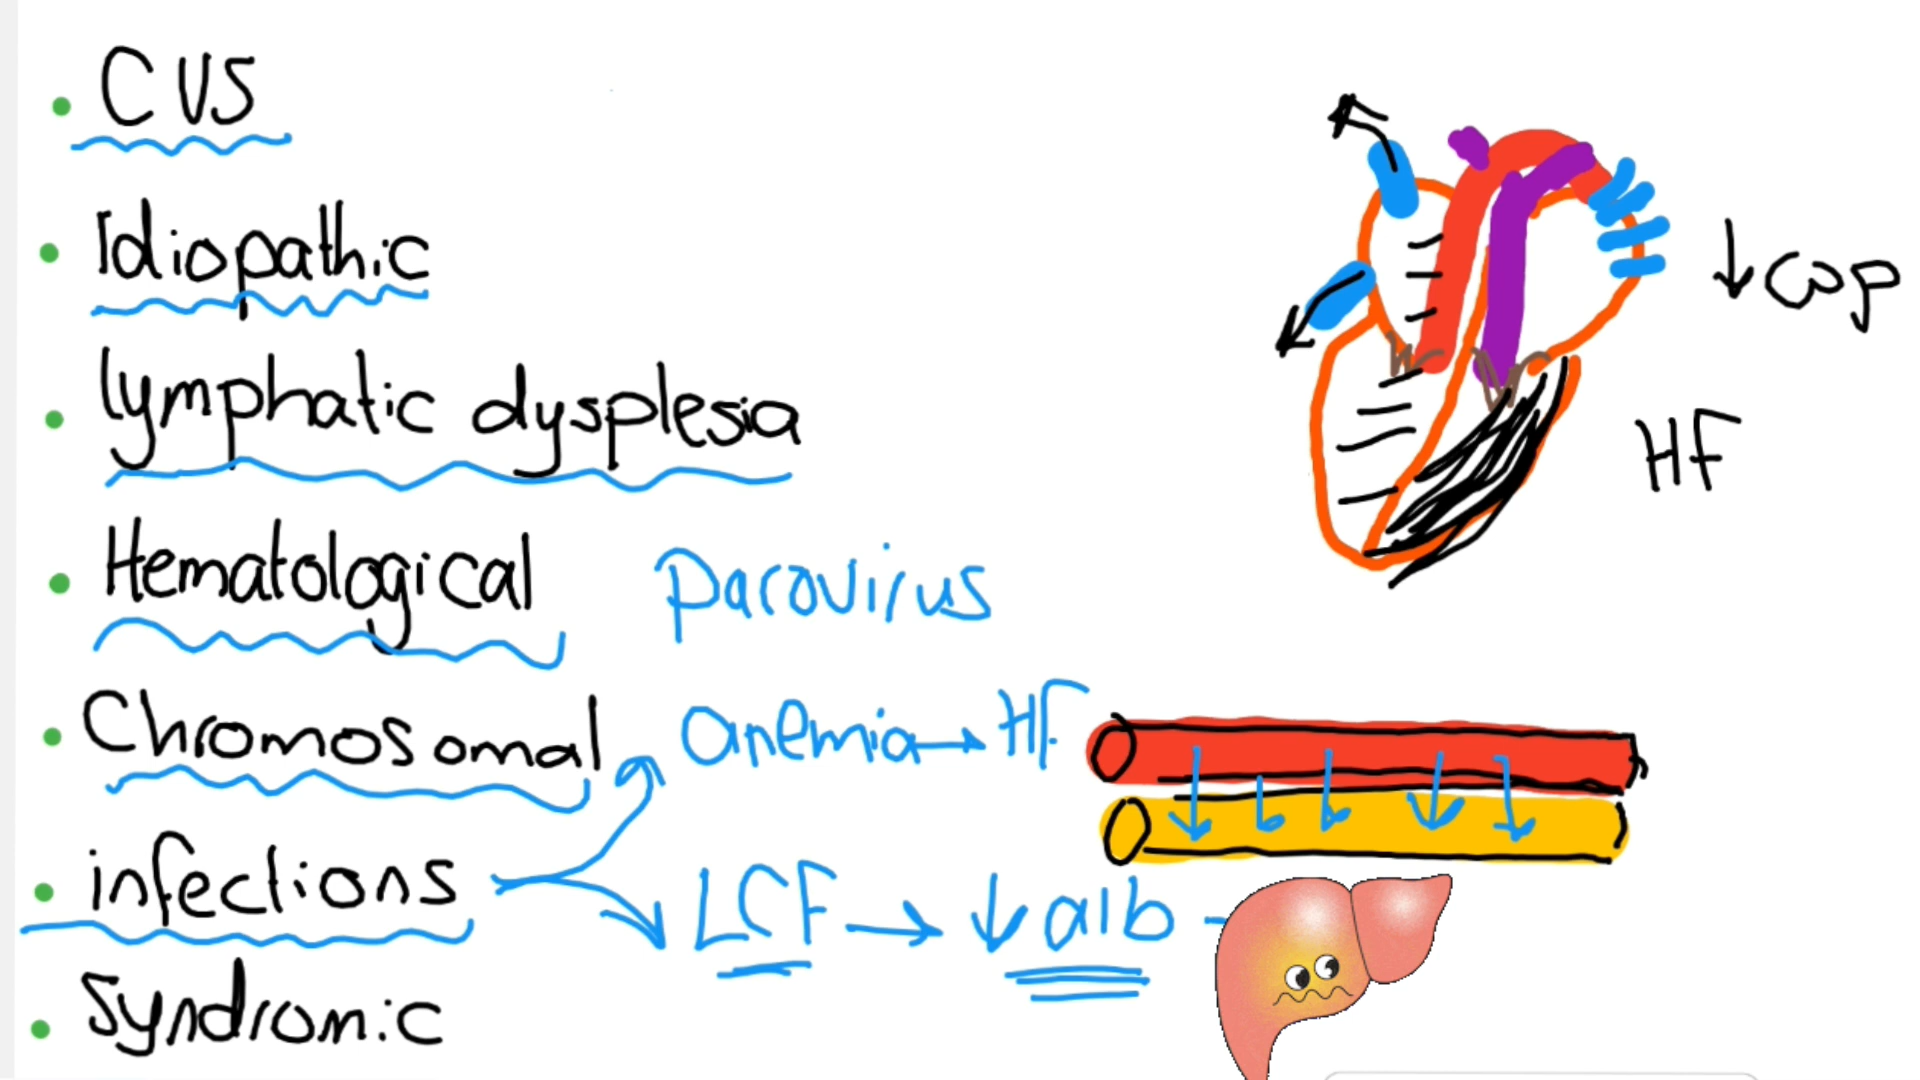 CVS
Idiopathic
lymphatic dysplesia
Hematological
Parovirus
Chromosomal
anemia → HF
infections
LCF → ↓ alb
Syndromic
↓ cop
HF